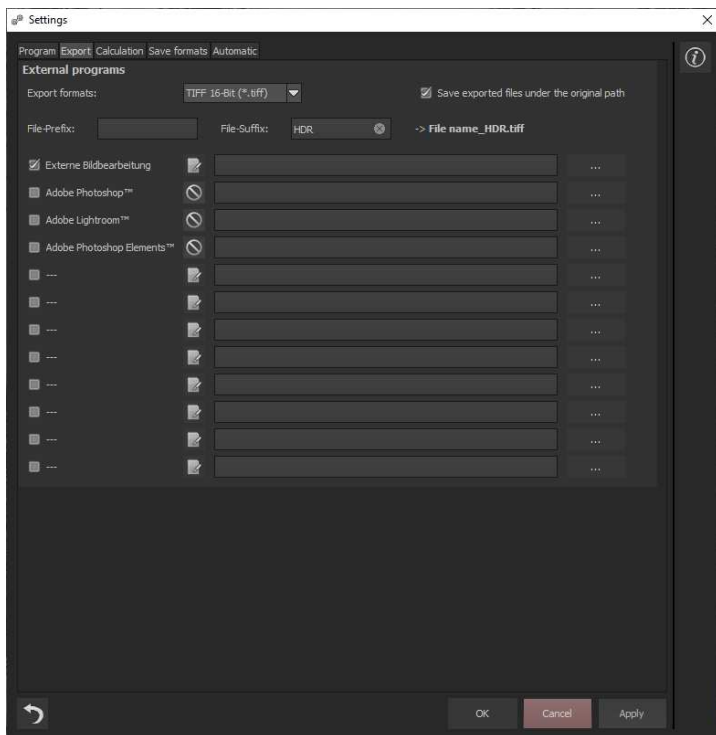 Settings
Program Export Calculation Save formats Automatic
External programs
Export formats: TIFF 16-Bit (*.tiff) Save exported files under the original path
File-Prefix: File-Suffix: HDR -> File name_HDR.tiff
Externe Bildbearbeitung ...
Adobe Photoshop™ ...
Adobe Lightroom™ ...
Adobe Photoshop Elements™ ...
--- ...
--- ...
--- ...
--- ...
--- ...
--- ...
--- ...
--- ...
OK Cancel Apply